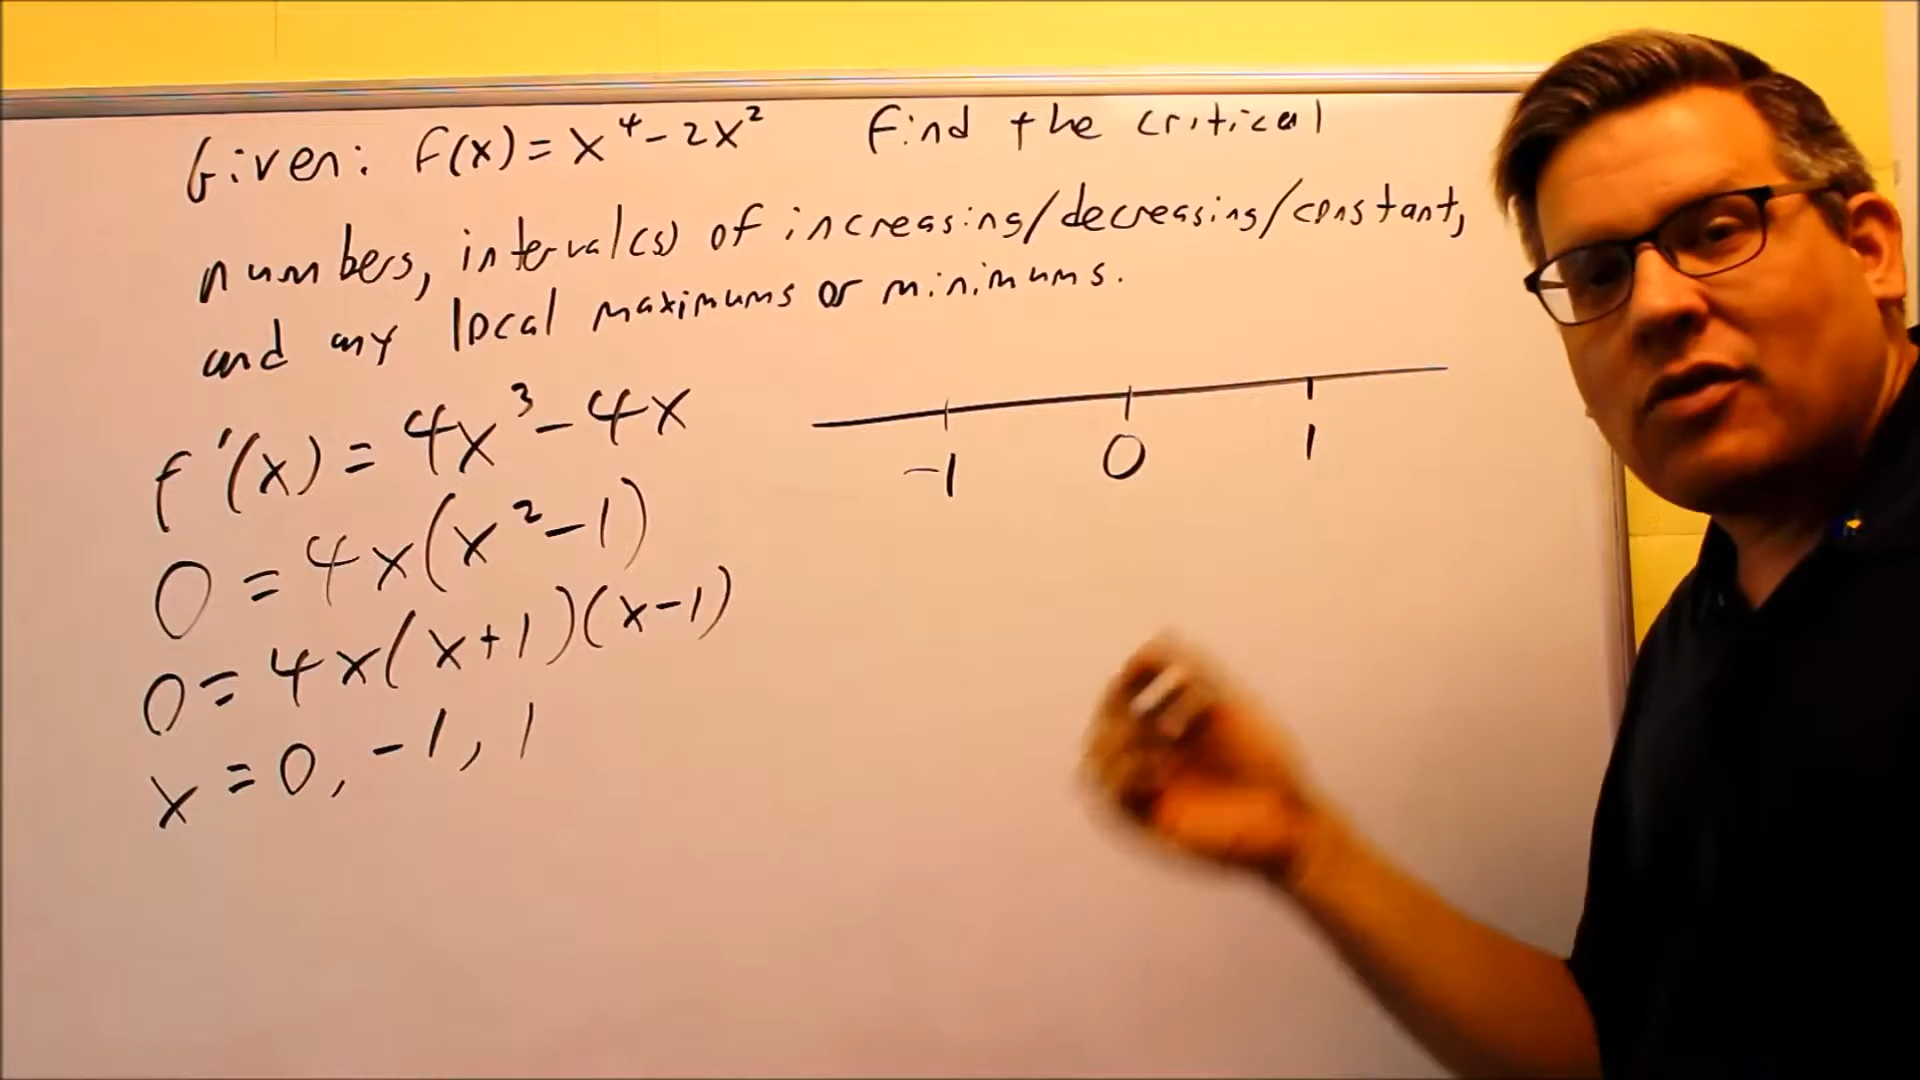 Given: f(x) = x⁴ - 2x² Find the critical
numbers, interval(s) of increasing/decreasing/constant,
and any local maximums or minimums.
f'(x) = 4x³ - 4x
0 = 4x(x² - 1)
0 = 4x(x+1)(x-1)
x = 0, -1, 1
-1 0 1